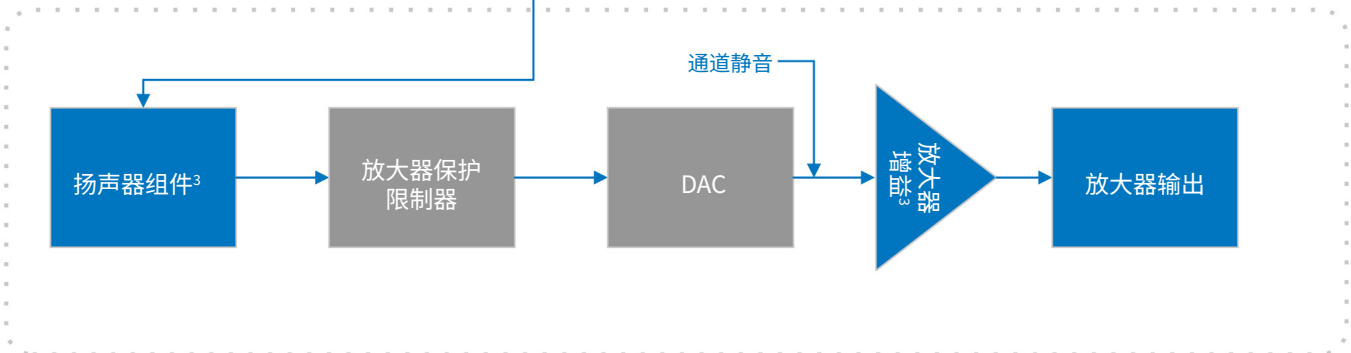 通道静音
扬声器组件³
放大器保护
限制器
DAC
放大器
增益³
放大器输出